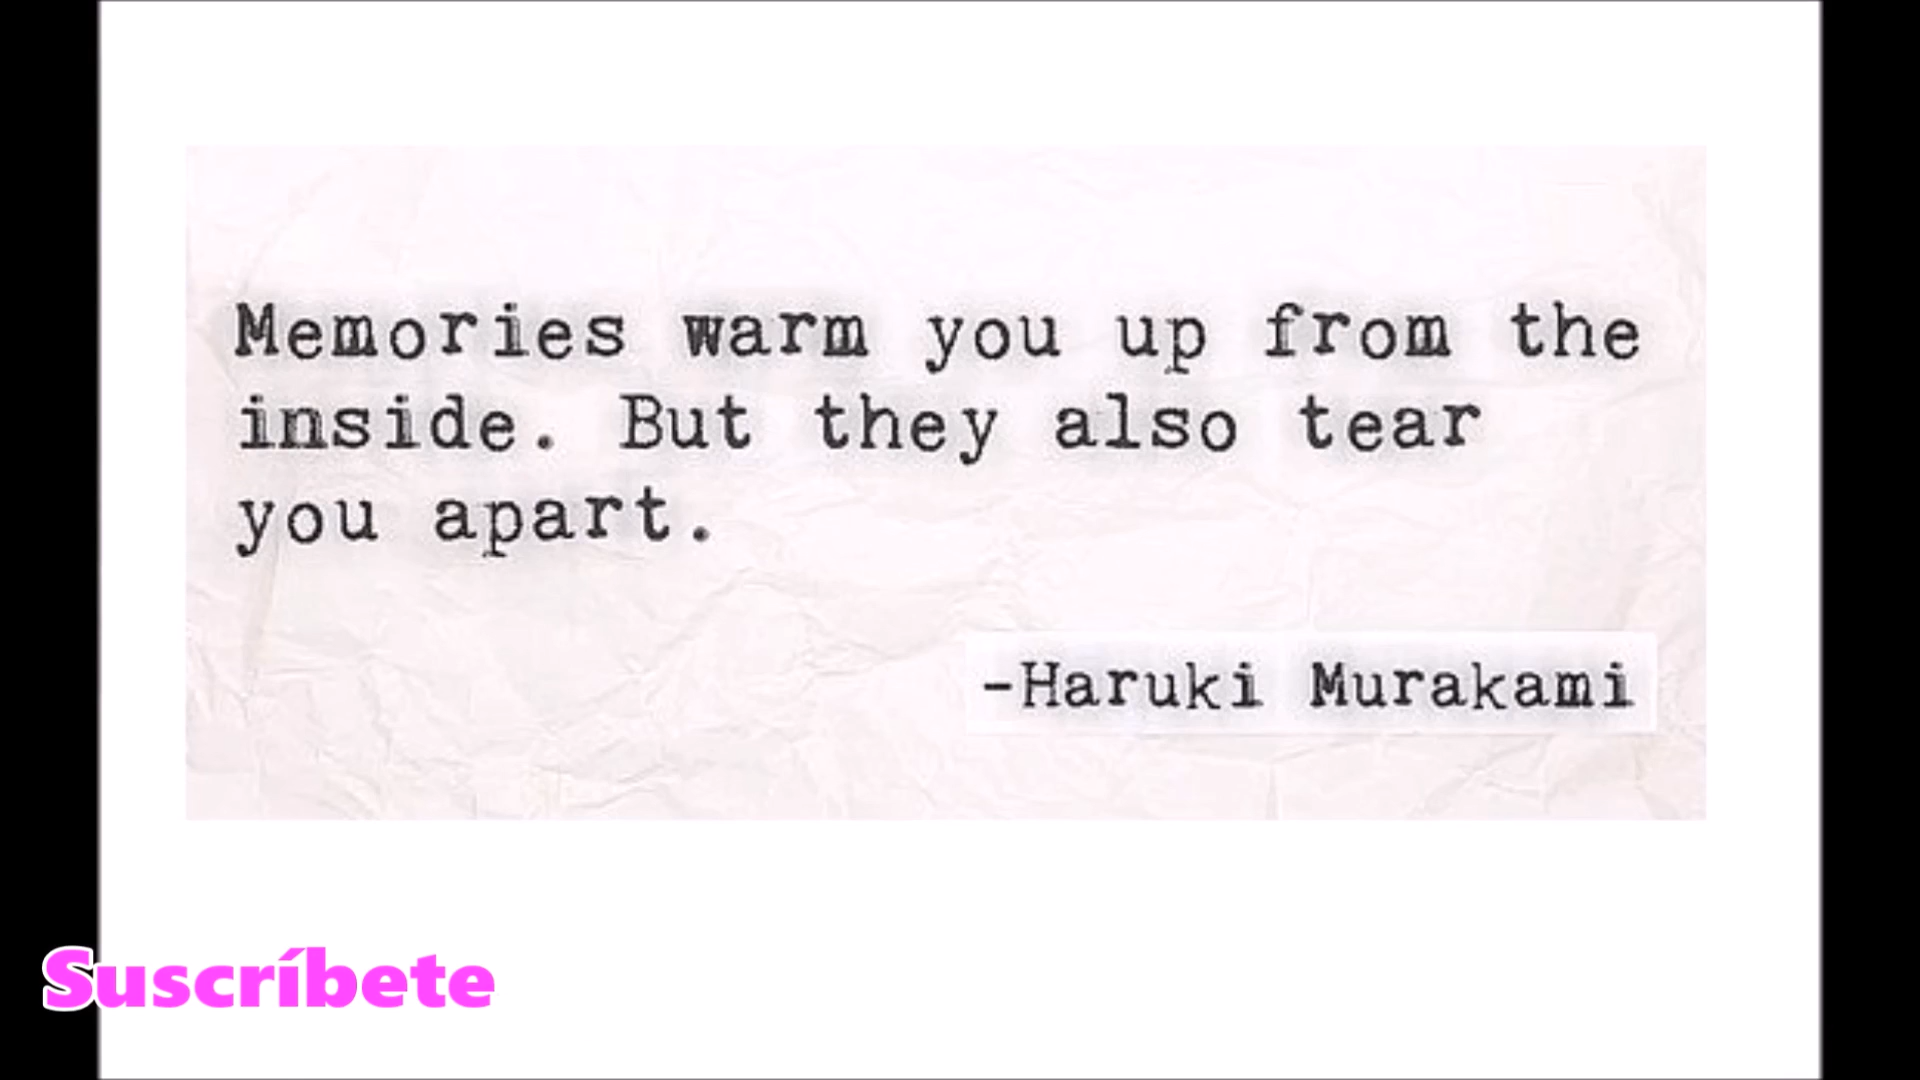 Memories warm you up from the
inside. But they also tear
you apart.
-Haruki Murakami
Suscríbete